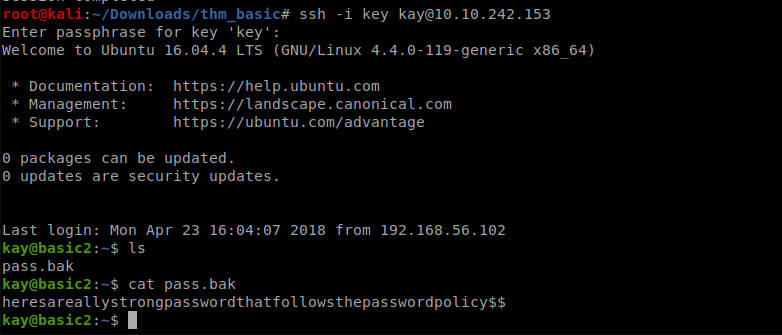 root@kali:~/Downloads/thm_basic# ssh -i key kay@10.10.242.153
Enter passphrase for key 'key':
Welcome to Ubuntu 16.04.4 LTS (GNU/Linux 4.4.0-119-generic x86_64)
* Documentation:  https://help.ubuntu.com
* Management:     https://landscape.canonical.com
* Support:        https://ubuntu.com/advantage
0 packages can be updated.
0 updates are security updates.
Last login: Mon Apr 23 16:04:07 2018 from 192.168.56.102
kay@basic2:~$ ls
pass.bak
kay@basic2:~$ cat pass.bak
heresareallystrongpasswordthatfollowsthepasswordpolicy$$
kay@basic2:~$